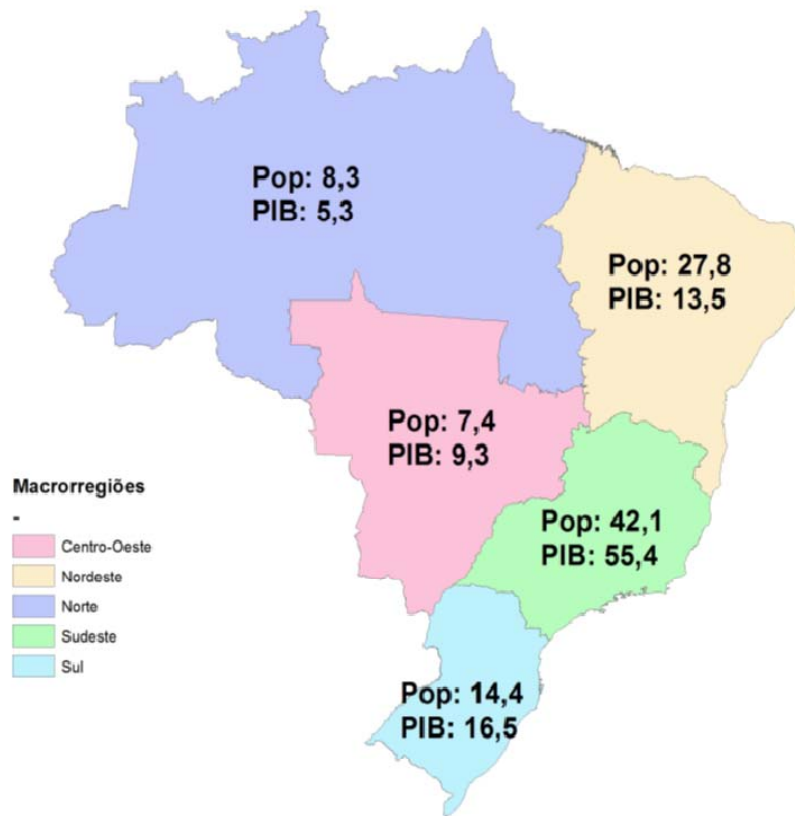 Pop: 8,3
PIB: 5,3
Pop: 27,8
PIB: 13,5
Pop: 7,4
PIB: 9,3
Pop: 42,1
PIB: 55,4
Pop: 14,4
PIB: 16,5
Macrorregiões
-
Centro-Oeste
Nordeste
Norte
Sudeste
Sul